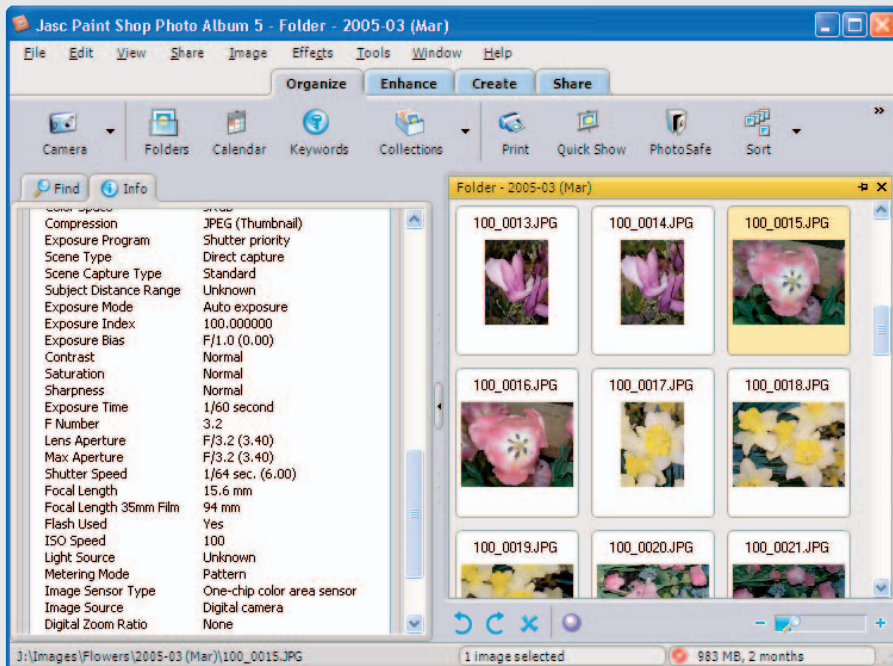 Jasc Paint Shop Photo Album 5 - Folder - 2005-03 (Mar)
File Edit View Share Image Effects Tools Window Help
Organize Enhance Create Share
Camera Folders Calendar Keywords Collections Print Quick Show PhotoSafe Sort
Find Info
Folder - 2005-03 (Mar)
Compression JPEG (Thumbnail)
Exposure Program Shutter priority
Scene Type Direct capture
Scene Capture Type Standard
Subject Distance Range Unknown
Exposure Mode Auto exposure
Exposure Index 100.000000
Exposure Bias F/1.0 (0.00)
Contrast Normal
Saturation Normal
Sharpness Normal
Exposure Time 1/60 second
F Number 3.2
Lens Aperture F/3.2 (3.40)
Max Aperture F/3.2 (3.40)
Shutter Speed 1/64 sec. (6.00)
Focal Length 15.6 mm
Focal Length 35mm Film 94 mm
Flash Used Yes
ISO Speed 100
Light Source Unknown
Metering Mode Pattern
Image Sensor Type One-chip color area sensor
Image Source Digital camera
Digital Zoom Ratio None
100_0013.JPG 100_0014.JPG 100_0015.JPG
100_0016.JPG 100_0017.JPG 100_0018.JPG
100_0019.JPG 100_0020.JPG 100_0021.JPG
J:\Images\Flowers\2005-03 (Mar)\100_0015.JPG
1 image selected
983 MB, 2 months